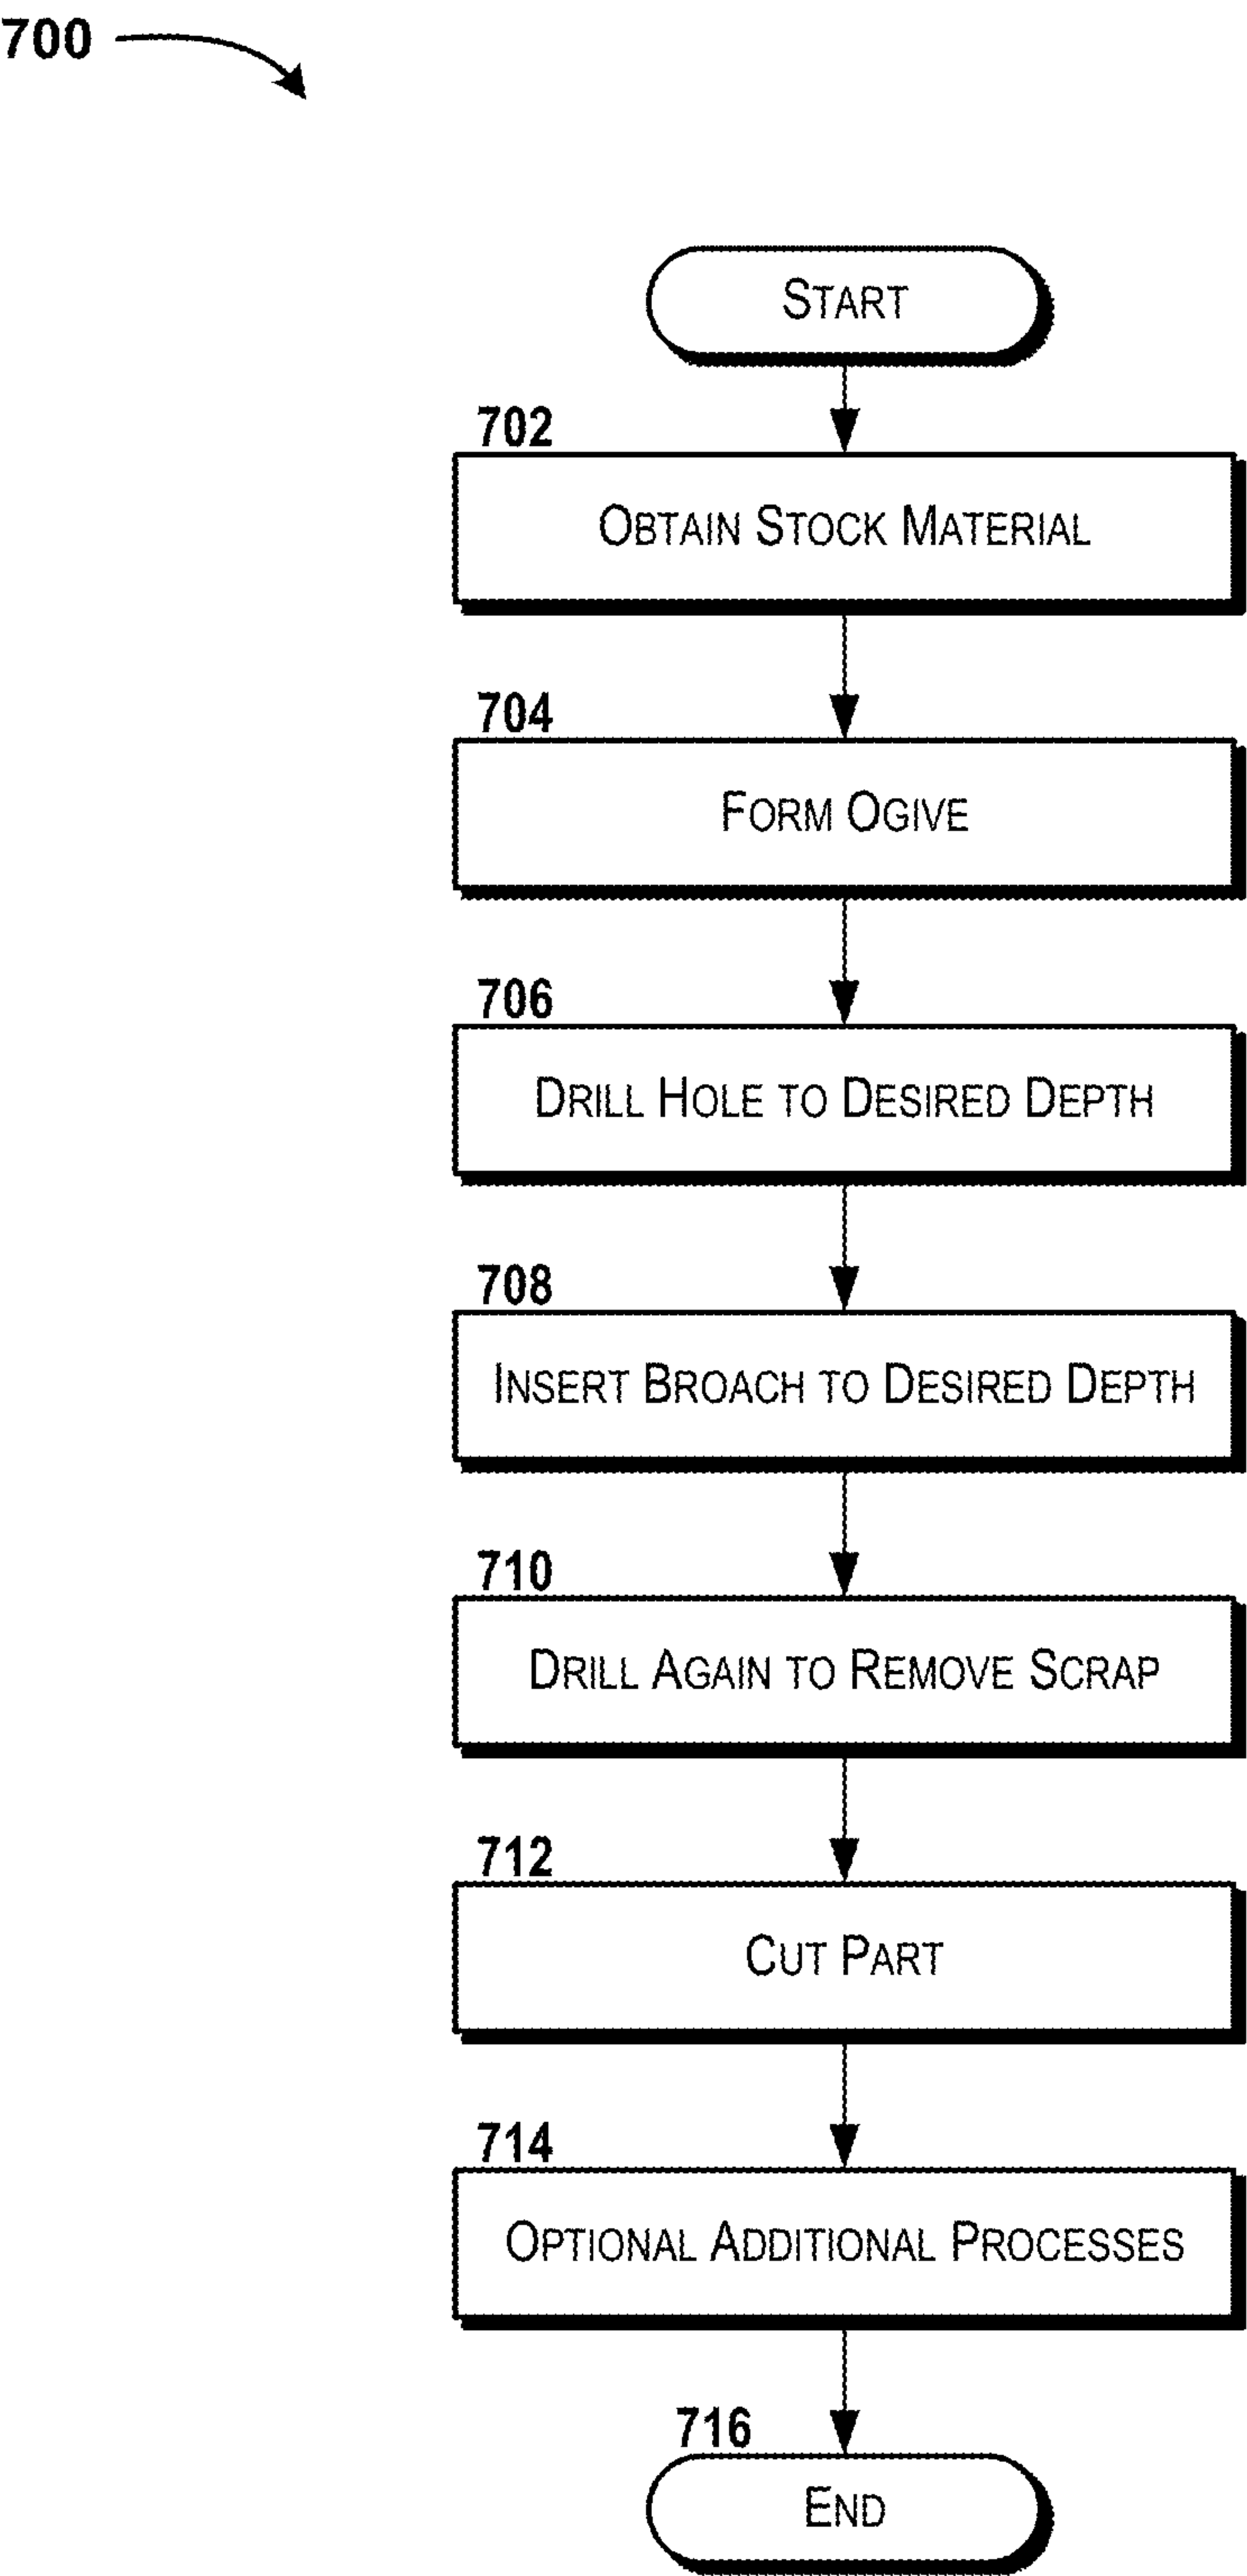 700
START
702
OBTAIN STOCK MATERIAL
704
FORM OGIVE
706
DRILL HOLE TO DESIRED DEPTH
708
INSERT BROACH TO DESIRED DEPTH
710
DRILL AGAIN TO REMOVE SCRAP
712
CUT PART
714
OPTIONAL ADDITIONAL PROCESSES
716
END